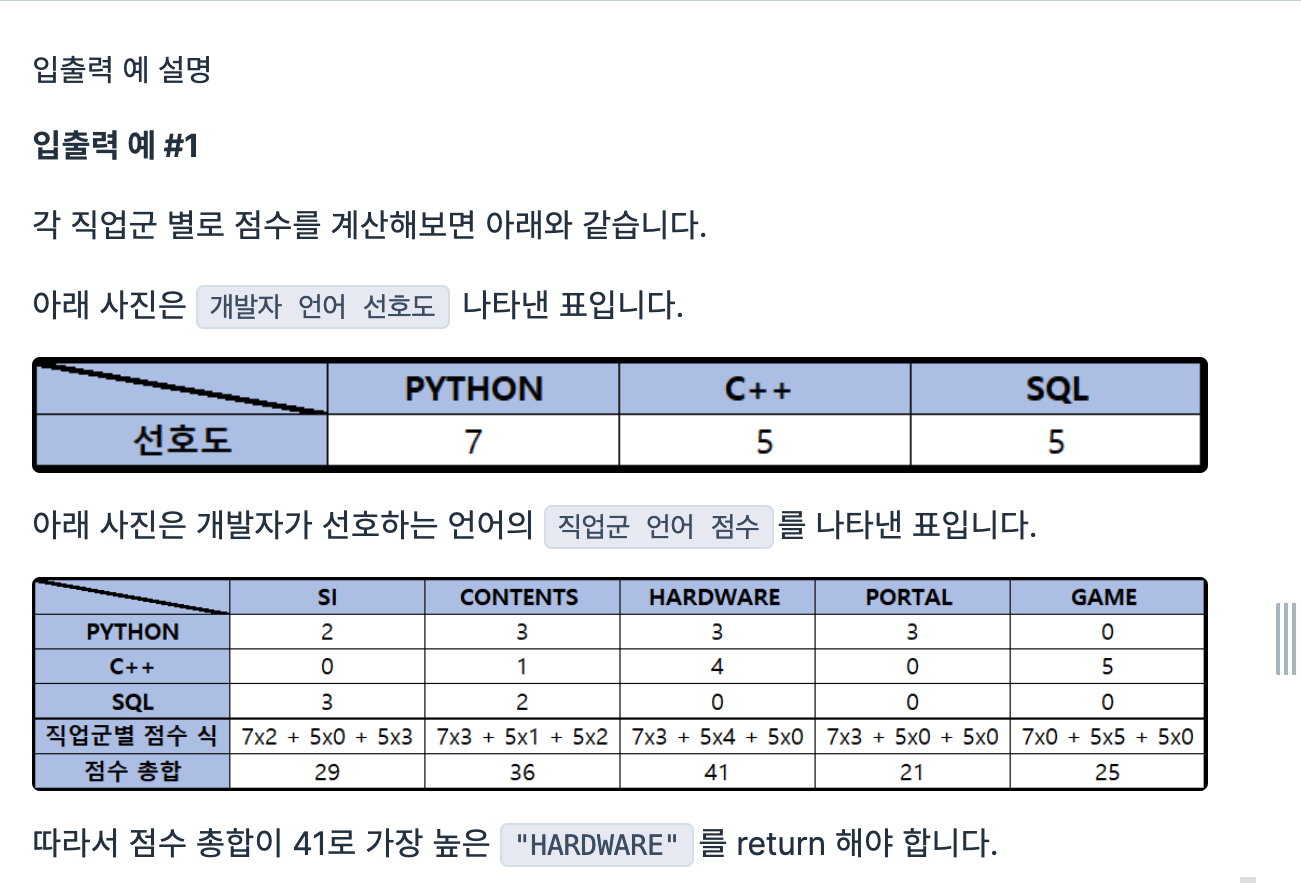 입출력 예 설명
입출력 예 #1
각 직업군 별로 점수를 계산해보면 아래와 같습니다.
아래 사진은 개발자 언어 선호도 나타낸 표입니다.
PYTHON C++ SQL
선호도 7 5 5
아래 사진은 개발자가 선호하는 언어의 직업군 언어 점수 를 나타낸 표입니다.
SI CONTENTS HARDWARE PORTAL GAME
PYTHON 2 3 3 3 0
C++ 0 1 4 0 5
SQL 3 2 0 0 0
직업군별 점수 식 7x2 + 5x0 + 5x3 7x3 + 5x1 + 5x2 7x3 + 5x4 + 5x0 7x3 + 5x0 + 5x0 7x0 + 5x5 + 5x0
점수 총합 29 36 41 21 25
따라서 점수 총합이 41로 가장 높은 "HARDWARE" 를 return 해야 합니다.